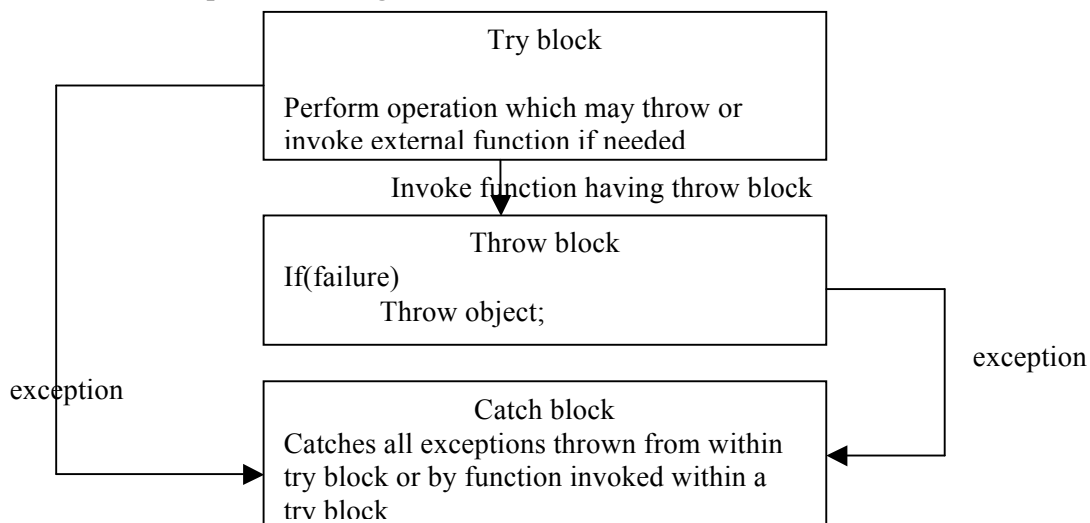 Try block
Perform operation which may throw or
invoke external function if needed
Invoke function having throw block
Throw block
If(failure)
Throw object;
exception
exception
Catch block
Catches all exceptions thrown from within
try block or by function invoked within a
try block